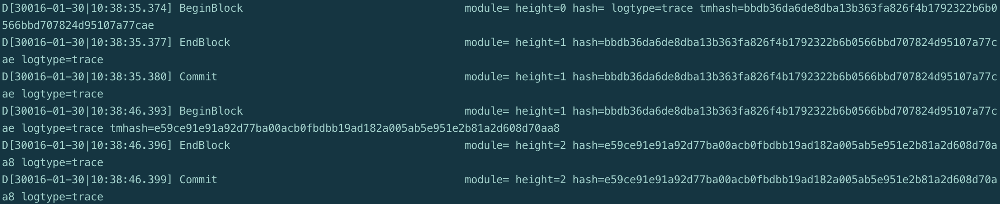 D[30016-01-30|10:38:35.374] BeginBlock                                   module= height=0 hash= logtype=trace tmhash=bbdb36da6de8dba13b363fa826f4b1792322b6b0
566bbd707824d95107a77cae
D[30016-01-30|10:38:35.377] EndBlock                                     module= height=1 hash=bbdb36da6de8dba13b363fa826f4b1792322b6b0566bbd707824d95107a77c
ae logtype=trace
D[30016-01-30|10:38:35.380] Commit                                       module= height=1 hash=bbdb36da6de8dba13b363fa826f4b1792322b6b0566bbd707824d95107a77c
ae logtype=trace
D[30016-01-30|10:38:46.393] BeginBlock                                   module= height=1 hash=bbdb36da6de8dba13b363fa826f4b1792322b6b0566bbd707824d95107a77c
ae logtype=trace tmhash=e59ce91e91a92d77ba00acb0fbdbb19ad182a005ab5e951e2b81a2d608d70aa8
D[30016-01-30|10:38:46.396] EndBlock                                     module= height=2 hash=e59ce91e91a92d77ba00acb0fbdbb19ad182a005ab5e951e2b81a2d608d70a
a8 logtype=trace
D[30016-01-30|10:38:46.399] Commit                                       module= height=2 hash=e59ce91e91a92d77ba00acb0fbdbb19ad182a005ab5e951e2b81a2d608d70a
a8 logtype=trace